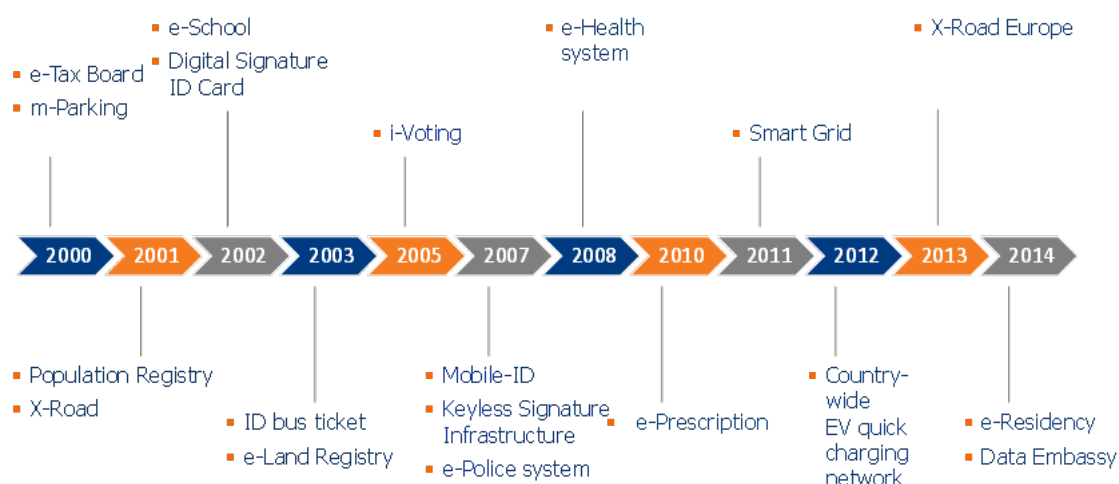 e-School
Digital Signature
ID Card
e-Health
system
X-Road Europe
e-Tax Board
m-Parking
i-Voting
Smart Grid
2000 2001 2002 2003 2005 2007 2008 2010 2011 2012 2013 2014
Population Registry
X-Road
ID bus ticket
e-Land Registry
Mobile-ID
Keyless Signature
Infrastructure
e-Police system
e-Prescription
Country-
wide
EV quick
charging
network
e-Residency
Data Embassy